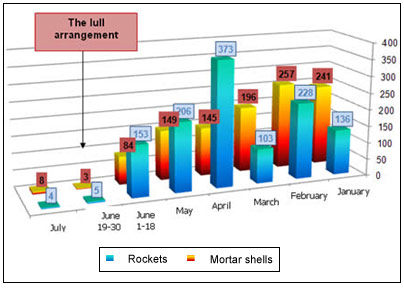 The lull
arrangement
400
350
300
250
200
150
100
50
0
8
4
3
5
84
153
149
206
145
373
196
103
257
228
241
136
July
June
19-30
June
1-18
May
April
March
February
January
Rockets
Mortar shells